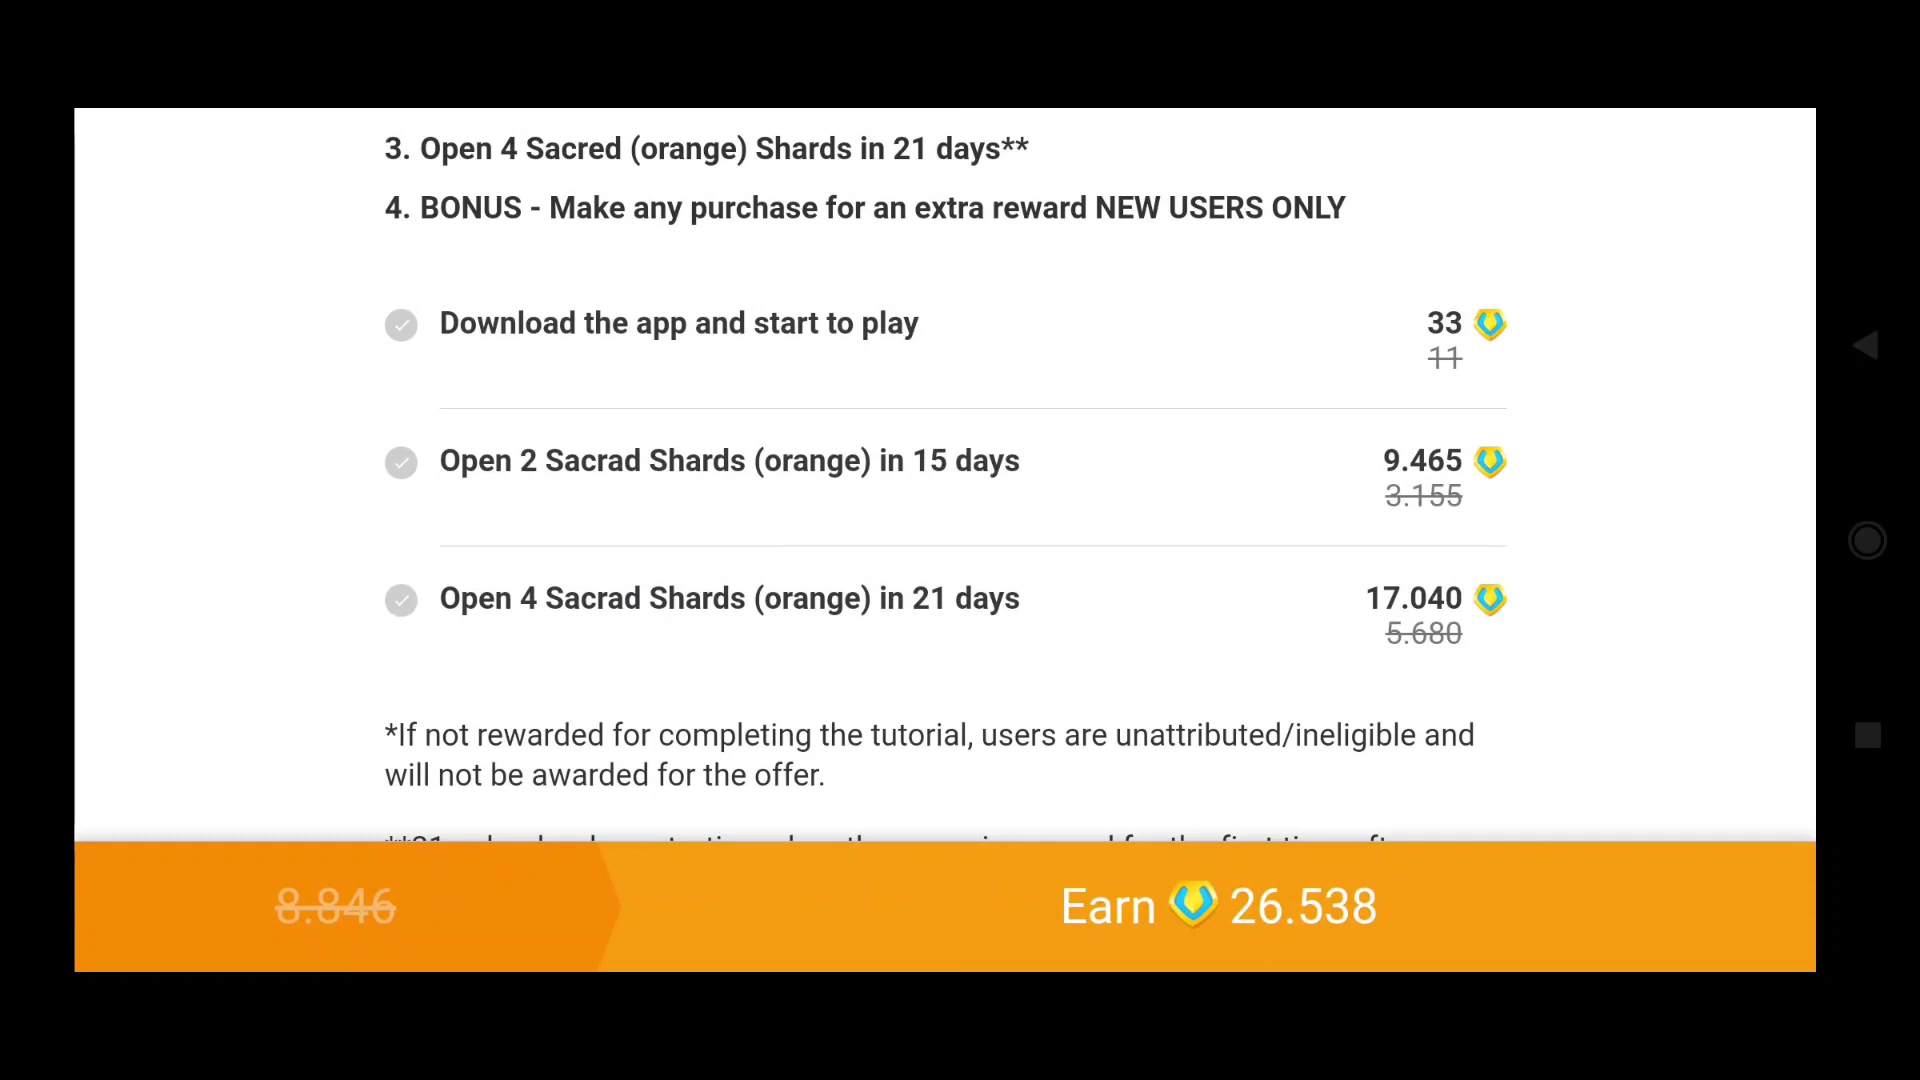 3. Open 4 Sacred (orange) Shards in 21 days**
4. BONUS - Make any purchase for an extra reward NEW USERS ONLY
Download the app and start to play
33
11
Open 2 Sacrad Shards (orange) in 15 days
9.465
3.155
Open 4 Sacrad Shards (orange) in 21 days
17.040
5.680
*If not rewarded for completing the tutorial, users are unattributed/ineligible and
will not be awarded for the offer.
8.846
Earn 26.538